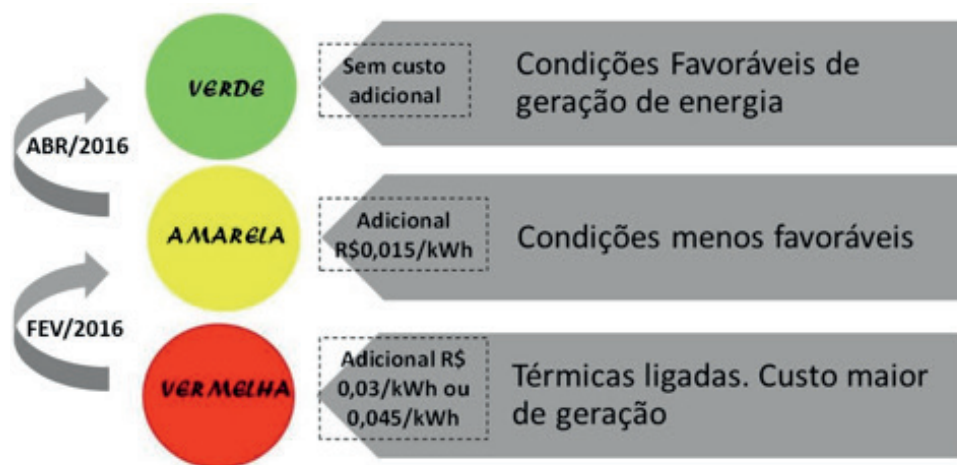 VERDE
Sem custo
adicional
Condições Favoráveis de
geração de energia
ABR/2016
AMARELA
Adicional
R$0,015/kWh
Condições menos favoráveis
FEV/2016
VERMELHA
Adicional R$
0,03/kWh ou
0,045/kWh
Térmicas ligadas. Custo maior
de geração